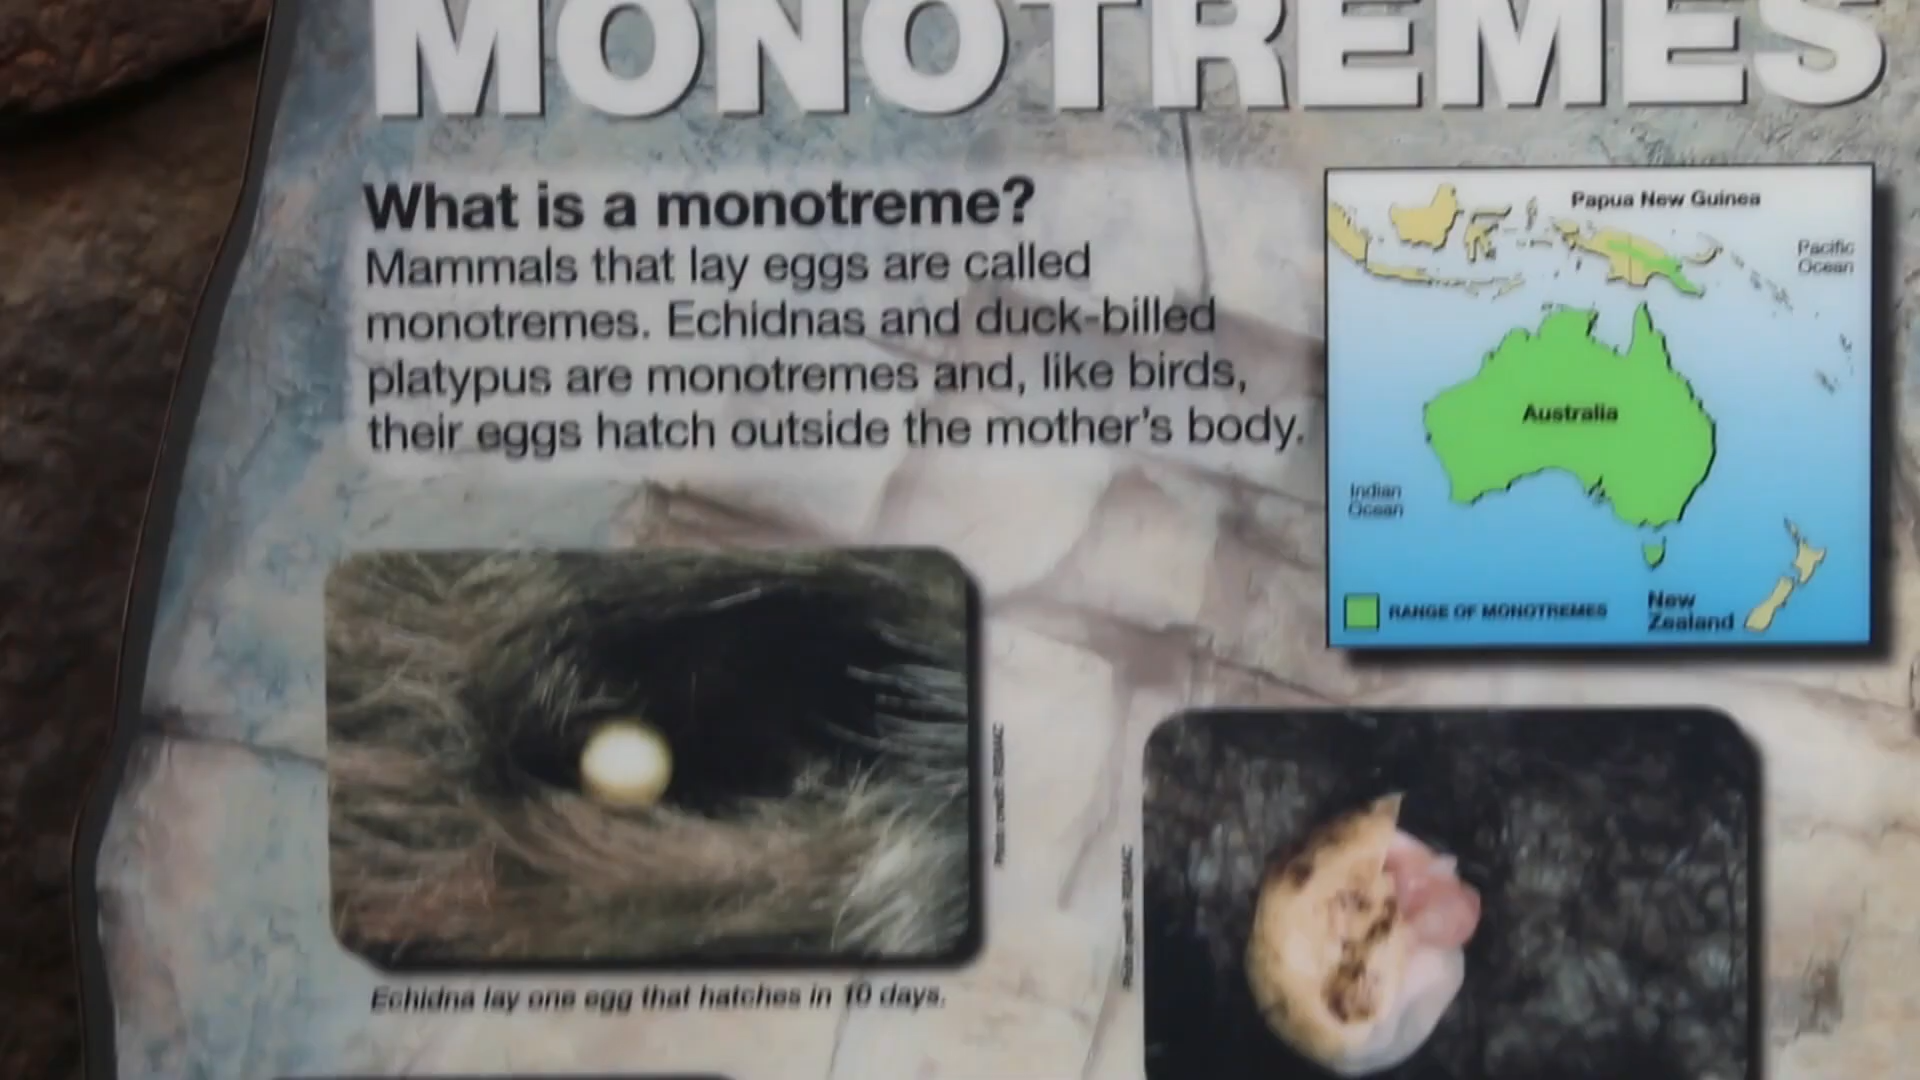 MONOTREMES
What is a monotreme?
Mammals that lay eggs are called
monotremes. Echidnas and duck-billed
platypus are monotremes and, like birds,
their eggs hatch outside the mother's body.
Papua New Guinea
Pacific
Ocean
Australia
Indian
Ocean
RANGE OF MONOTREMES
New
Zealand
Echidna lay one egg that hatches in 10 days.